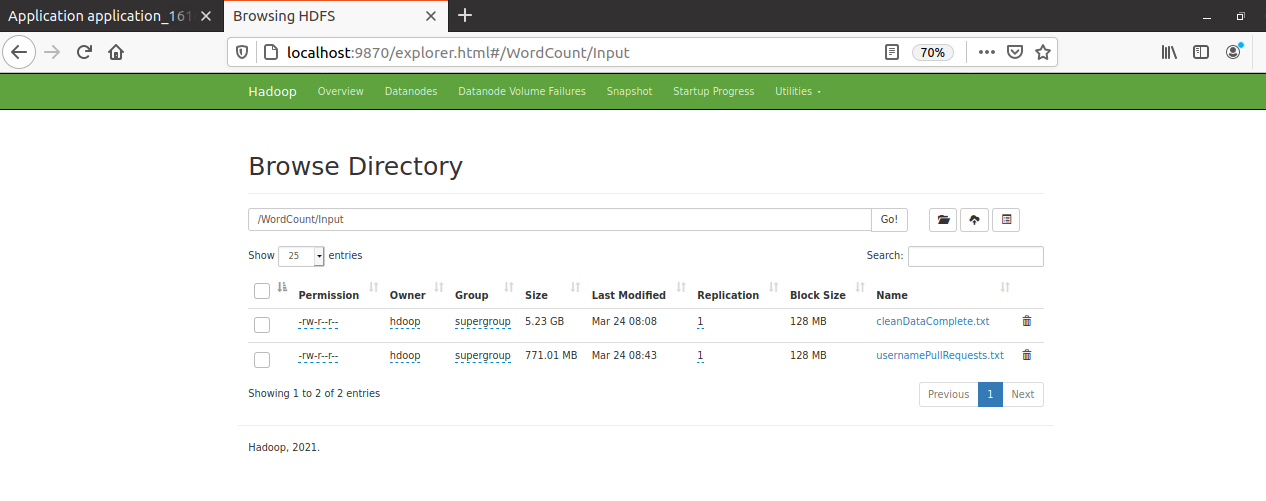 Application application_161
Browsing HDFS
localhost:9870/explorer.html#/WordCount/Input
70%
Hadoop Overview Datanodes Datanode Volume Failures Snapshot Startup Progress Utilities
Browse Directory
/WordCount/Input Go!
Show 25 entries Search:
Permission Owner Group Size Last Modified Replication Block Size Name
-rw-r--r-- hdoop supergroup 5.23 GB Mar 24 08:08 1 128 MB cleanDataComplete.txt
-rw-r--r-- hdoop supergroup 771.01 MB Mar 24 08:43 1 128 MB usernamePullRequests.txt
Showing 1 to 2 of 2 entries Previous 1 Next
Hadoop, 2021.